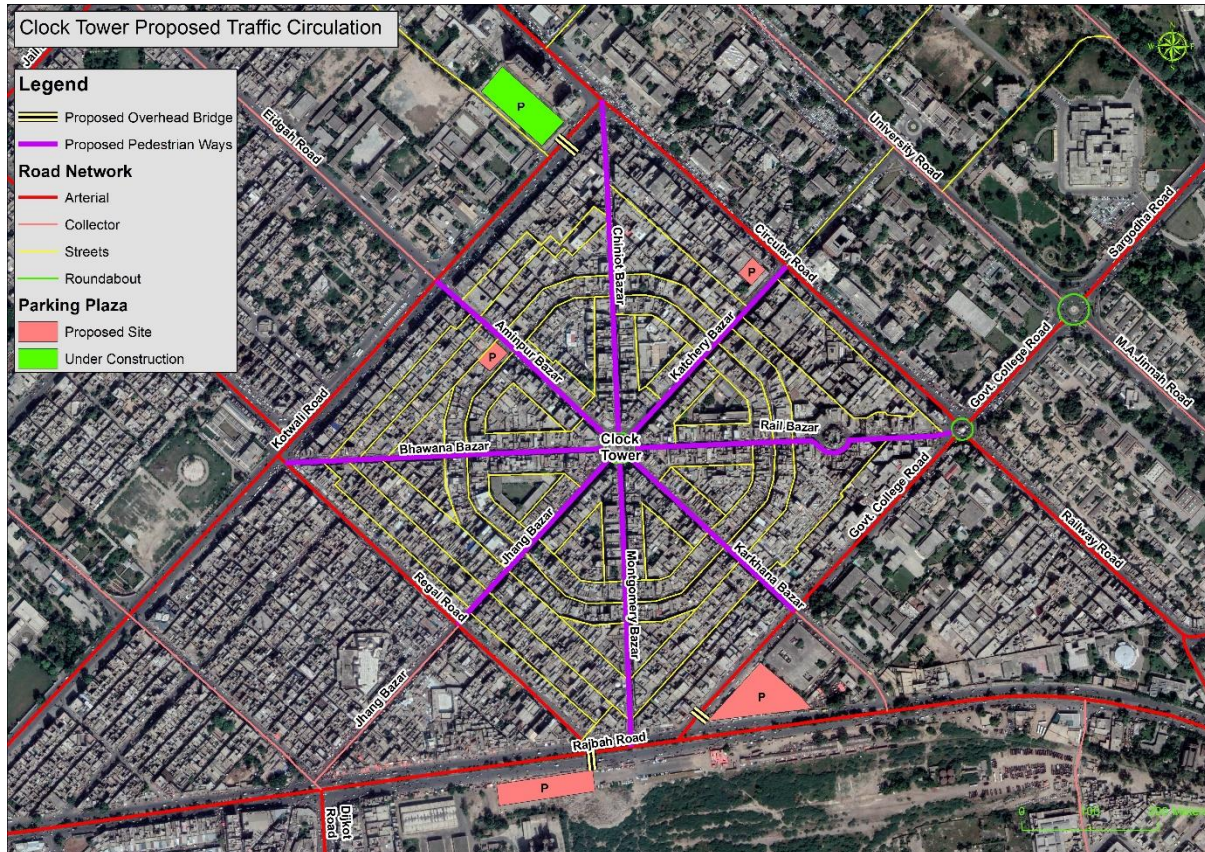 Clock Tower Proposed Traffic Circulation
Legend
Proposed Overhead Bridge
Proposed Pedestrian Ways
Road Network
Arterial
Collector
Streets
Roundabout
Parking Plaza
Proposed Site
Under Construction
N
W
E
S
P
Eidgah Road
University Road
Sargodha Road
Chiniot Bazar
Circular Road
P
Katchery Bazar
Aminpur Bazar
P
Govt. College Road
M.A.Jinnah Road
Kotwali Road
Bhawana Bazar
Clock
Tower
Rail Bazar
Govt. College Road
Jhang Bazar
Karkhana Bazar
Railway Road
Regal Road
Montgomery Bazar
Jhang Bazar
P
Rajbah Road
P
Dijkot
Road
0